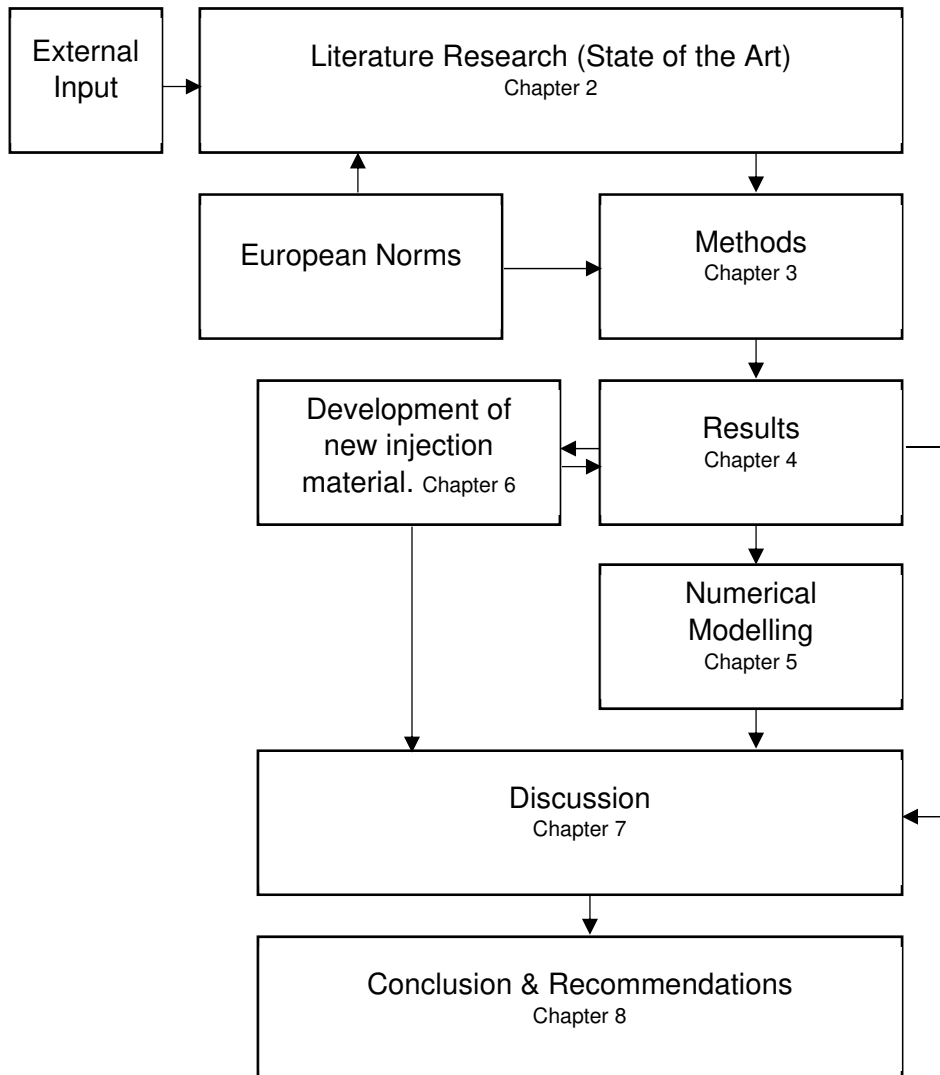 External
Input
Literature Research (State of the Art)
Chapter 2
European Norms
Methods
Chapter 3
Development of
new injection
material. Chapter 6
Results
Chapter 4
Numerical
Modelling
Chapter 5
Discussion
Chapter 7
Conclusion & Recommendations
Chapter 8